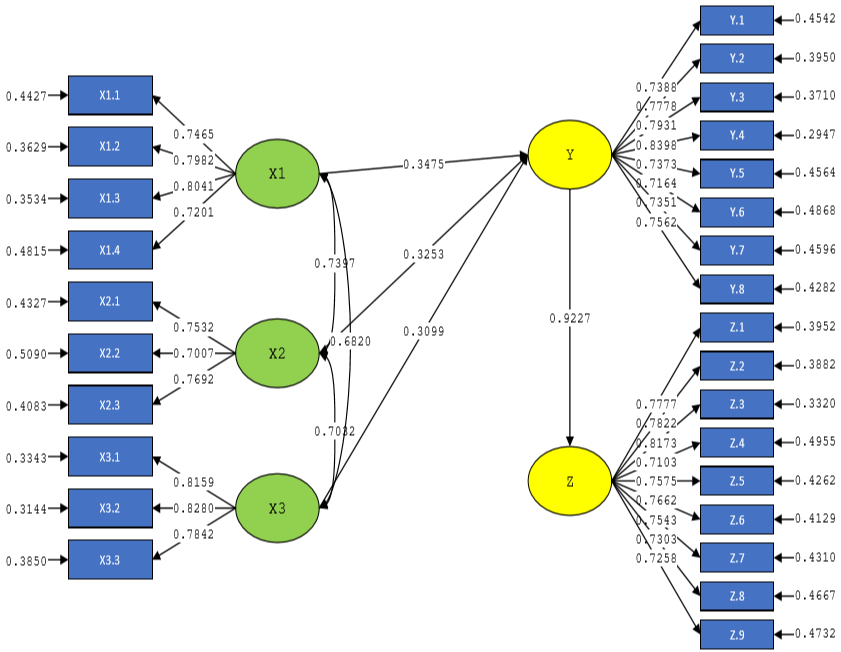 Y.1
0.4542
Y.2
0.3950
0.7388
0.4427
X1.1
0.7778
Y.3
0.3710
0.7931
0.7465
Y.4
0.2947
0.3629
X1.2
0.8398
0.7982
Y
0.3475
0.7373
X1
Y.5
0.4564
0.8041
0.7164
0.3534
X1.3
0.7351
Y.6
0.4868
0.7201
0.7562
0.4815
X1.4
Y.7
0.4596
0.3253
0.7397
Y.8
0.4282
0.4327
X2.1
0.9227
0.7532
Z.1
0.3952
0.3099
0.6820
0.5090
X2.2
0.7007
X2
Z.2
0.3882
0.7692
0.4083
X2.3
0.7777
Z.3
0.3320
0.7822
0.7032
0.8173
Z.4
0.4955
0.3343
X3.1
0.7103
0.8159
Z
0.7575
Z.5
0.4262
0.7662
0.3144
X3.2
0.8280
X3
0.7543
Z.6
0.4129
0.7842
0.7303
0.3850
X3.3
0.7258
Z.7
0.4310
Z.8
0.4667
Z.9
0.4732